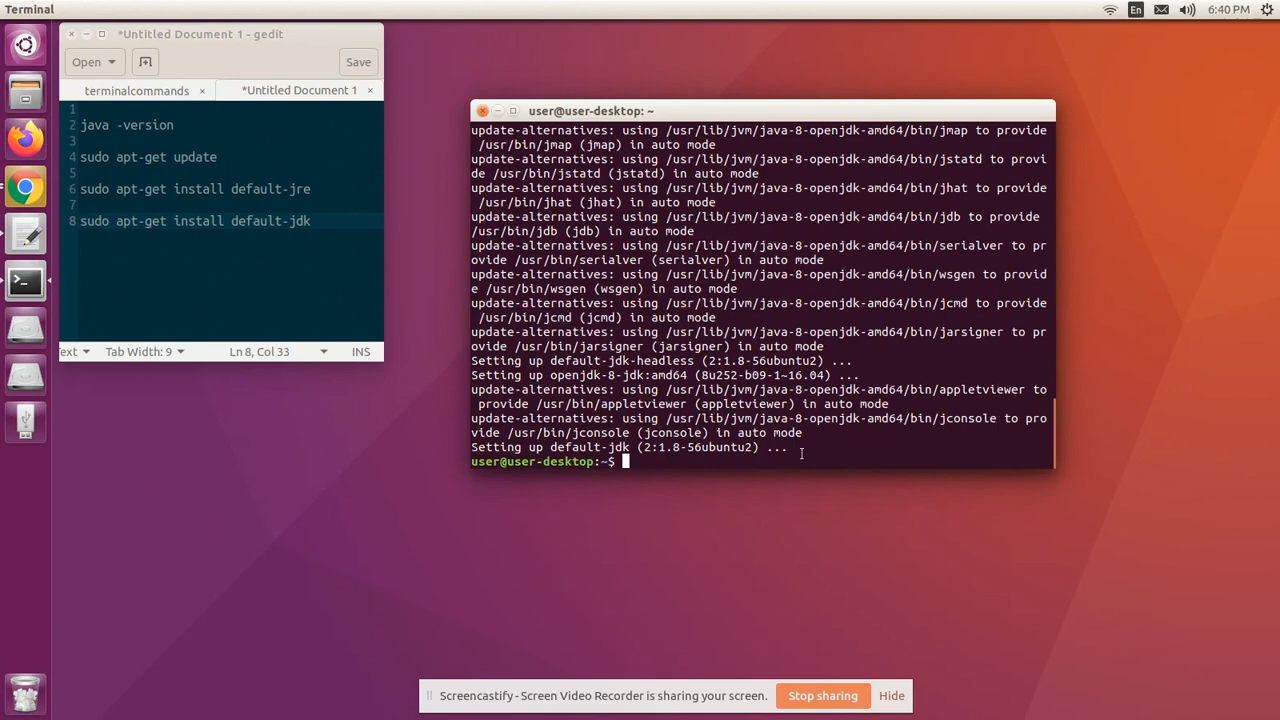 Terminal
En
6:40 PM
*Untitled Document 1 - gedit
Open
Save
terminalcommands ×
*Untitled Document 1 ×
1
2 java -version
3
4 sudo apt-get update
5
6 sudo apt-get install default-jre
7
8 sudo apt-get install default-jdk
Text
Tab Width: 9
Ln 8, Col 33
INS
user@user-desktop: ~
update-alternatives: using /usr/lib/jvm/java-8-openjdk-amd64/bin/jmap to provide
/usr/bin/jmap (jmap) in auto mode
update-alternatives: using /usr/lib/jvm/java-8-openjdk-amd64/bin/jstatd to provi
de /usr/bin/jstatd (jstatd) in auto mode
update-alternatives: using /usr/lib/jvm/java-8-openjdk-amd64/bin/jhat to provide
/usr/bin/jhat (jhat) in auto mode
update-alternatives: using /usr/lib/jvm/java-8-openjdk-amd64/bin/jdb to provide
/usr/bin/jdb (jdb) in auto mode
update-alternatives: using /usr/lib/jvm/java-8-openjdk-amd64/bin/serialver to pr
ovide /usr/bin/serialver (serialver) in auto mode
update-alternatives: using /usr/lib/jvm/java-8-openjdk-amd64/bin/wsgen to provid
e /usr/bin/wsgen (wsgen) in auto mode
update-alternatives: using /usr/lib/jvm/java-8-openjdk-amd64/bin/jcmd to provide
/usr/bin/jcmd (jcmd) in auto mode
update-alternatives: using /usr/lib/jvm/java-8-openjdk-amd64/bin/jarsigner to pr
ovide /usr/bin/jarsigner (jarsigner) in auto mode
Setting up default-jdk-headless (2:1.8-56ubuntu2) ...
Setting up openjdk-8-jdk:amd64 (8u252-b09-1~16.04) ...
update-alternatives: using /usr/lib/jvm/java-8-openjdk-amd64/bin/appletviewer to
provide /usr/bin/appletviewer (appletviewer) in auto mode
update-alternatives: using /usr/lib/jvm/java-8-openjdk-amd64/bin/jconsole to pro
vide /usr/bin/jconsole (jconsole) in auto mode
Setting up default-jdk (2:1.8-56ubuntu2) ...
user@user-desktop:~$
Screencastify - Screen Video Recorder is sharing your screen.
Stop sharing
Hide